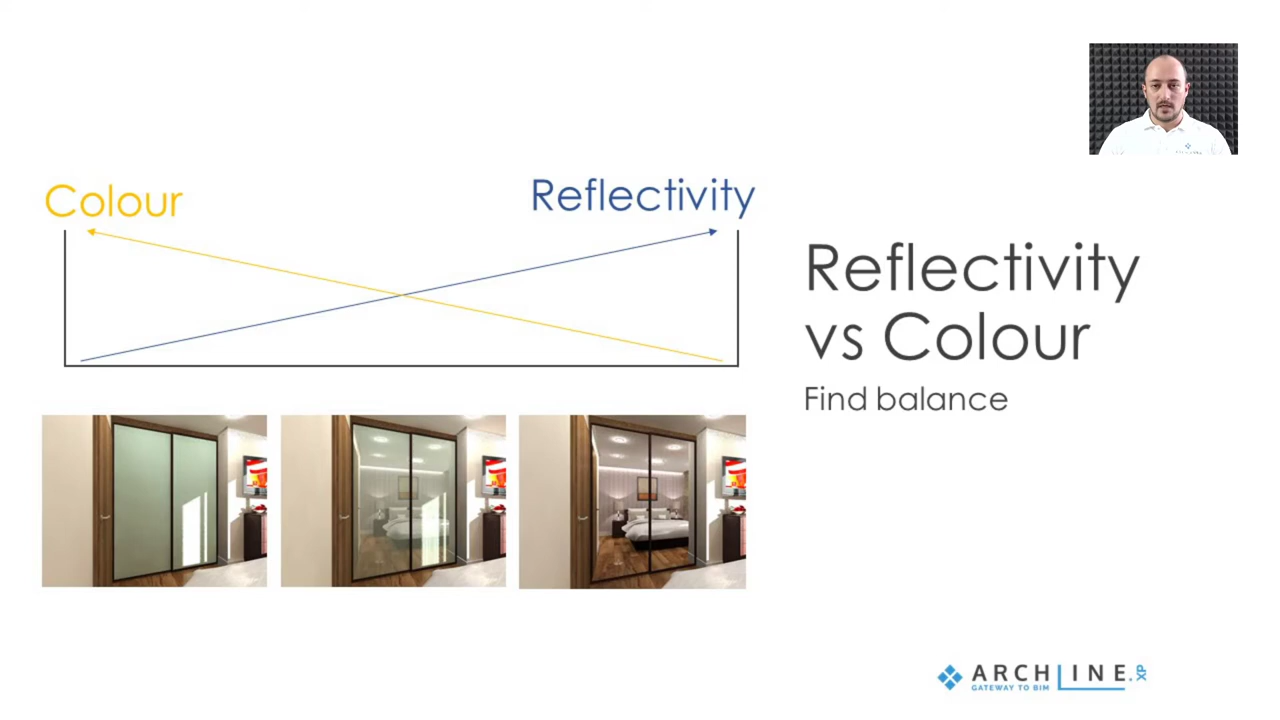 Colour
Reflectivity
Reflectivity
vs Colour
Find balance
ARCHLINE.XP
GATEWAY TO BIM